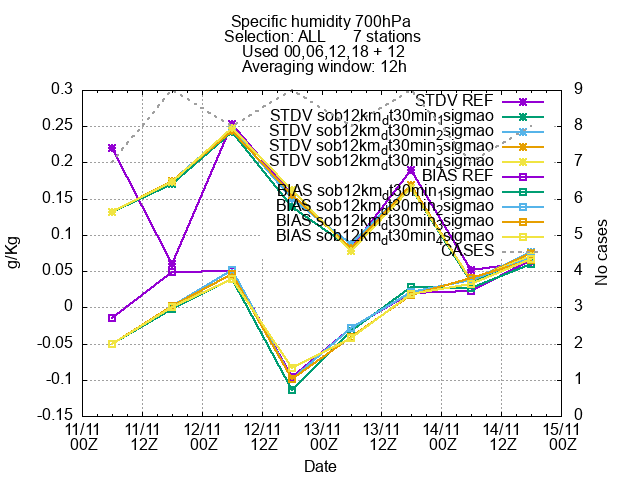 Specific humidity 700hPa
Selection: ALL 7 stations
Used 00,06,12,18 + 12
Averaging window: 12h
g/Kg
0.3
0.25
0.2
0.15
0.1
0.05
0
-0.05
-0.1
-0.15
STDV REF
STDV sob12km_dt30min_1sigmao
STDV sob12km_dt30min_2sigmao
STDV sob12km_dt30min_3sigmao
STDV sob12km_dt30min_4sigmao
BIAS REF
BIAS sob12km_dt30min_1sigmao
BIAS sob12km_dt30min_2sigmao
BIAS sob12km_dt30min_3sigmao
BIAS sob12km_dt30min_4sigmao
CASES
9
8
7
6
5
4
3
2
1
0
No cases
11/11 11/11 12/11 12/11 13/11 13/11 14/11 14/11 15/11
00Z 12Z 00Z 12Z 00Z 12Z 00Z 12Z 00Z
Date